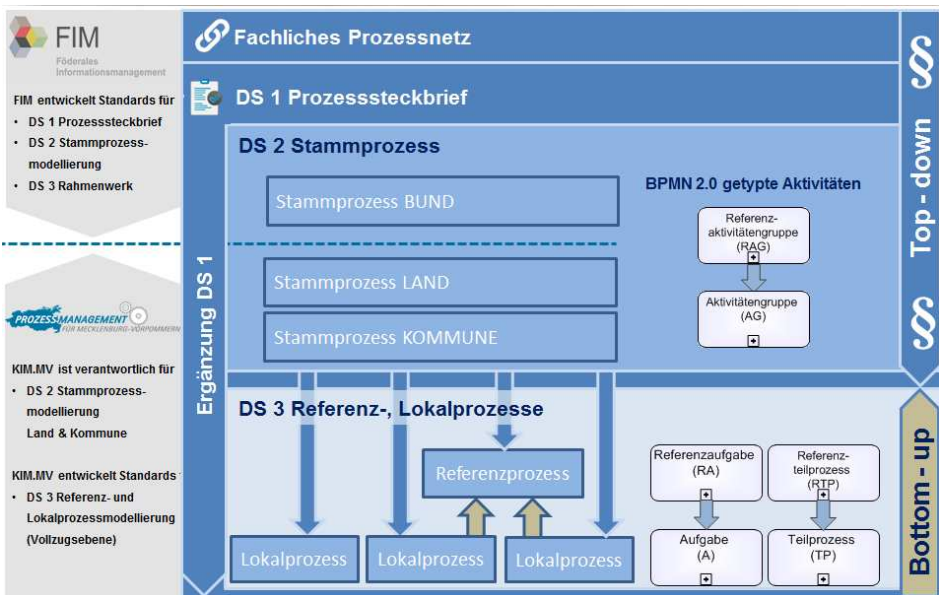 FIM
Föderales
Informationsmanagement
FIM entwickelt Standards für
• DS 1 Prozesssteckbrief
• DS 2 Stammprozess-
modellierung
• DS 3 Rahmenwerk
PROZESSMANAGEMENT
FÜR MECKLENBURG-VORPOMMERN
KIM.MV ist verantwortlich für
• DS 2 Stammprozess-
modellierung
Land & Kommune
KIM.MV entwickelt Standards
• DS 3 Referenz- und
Lokalprozessmodellierung
(Vollzugsebene)
Fachliches Prozessnetz
DS 1 Prozesssteckbrief
Ergänzung DS 1
DS 2 Stammprozess
Stammprozess BUND
Stammprozess LAND
Stammprozess KOMMUNE
BPMN 2.0 getypte Aktivitäten
Referenz-
aktivitätengruppe
(RAG)
Aktivitätengruppe
(AG)
DS 3 Referenz-, Lokalprozesse
Referenzprozess
Lokalprozess
Lokalprozess
Lokalprozess
Referenzaufgabe
(RA)
Aufgabe
(A)
Referenz-
teilprozess
(RTP)
Teilprozess
(TP)
§
Top - down
§
Bottom - up